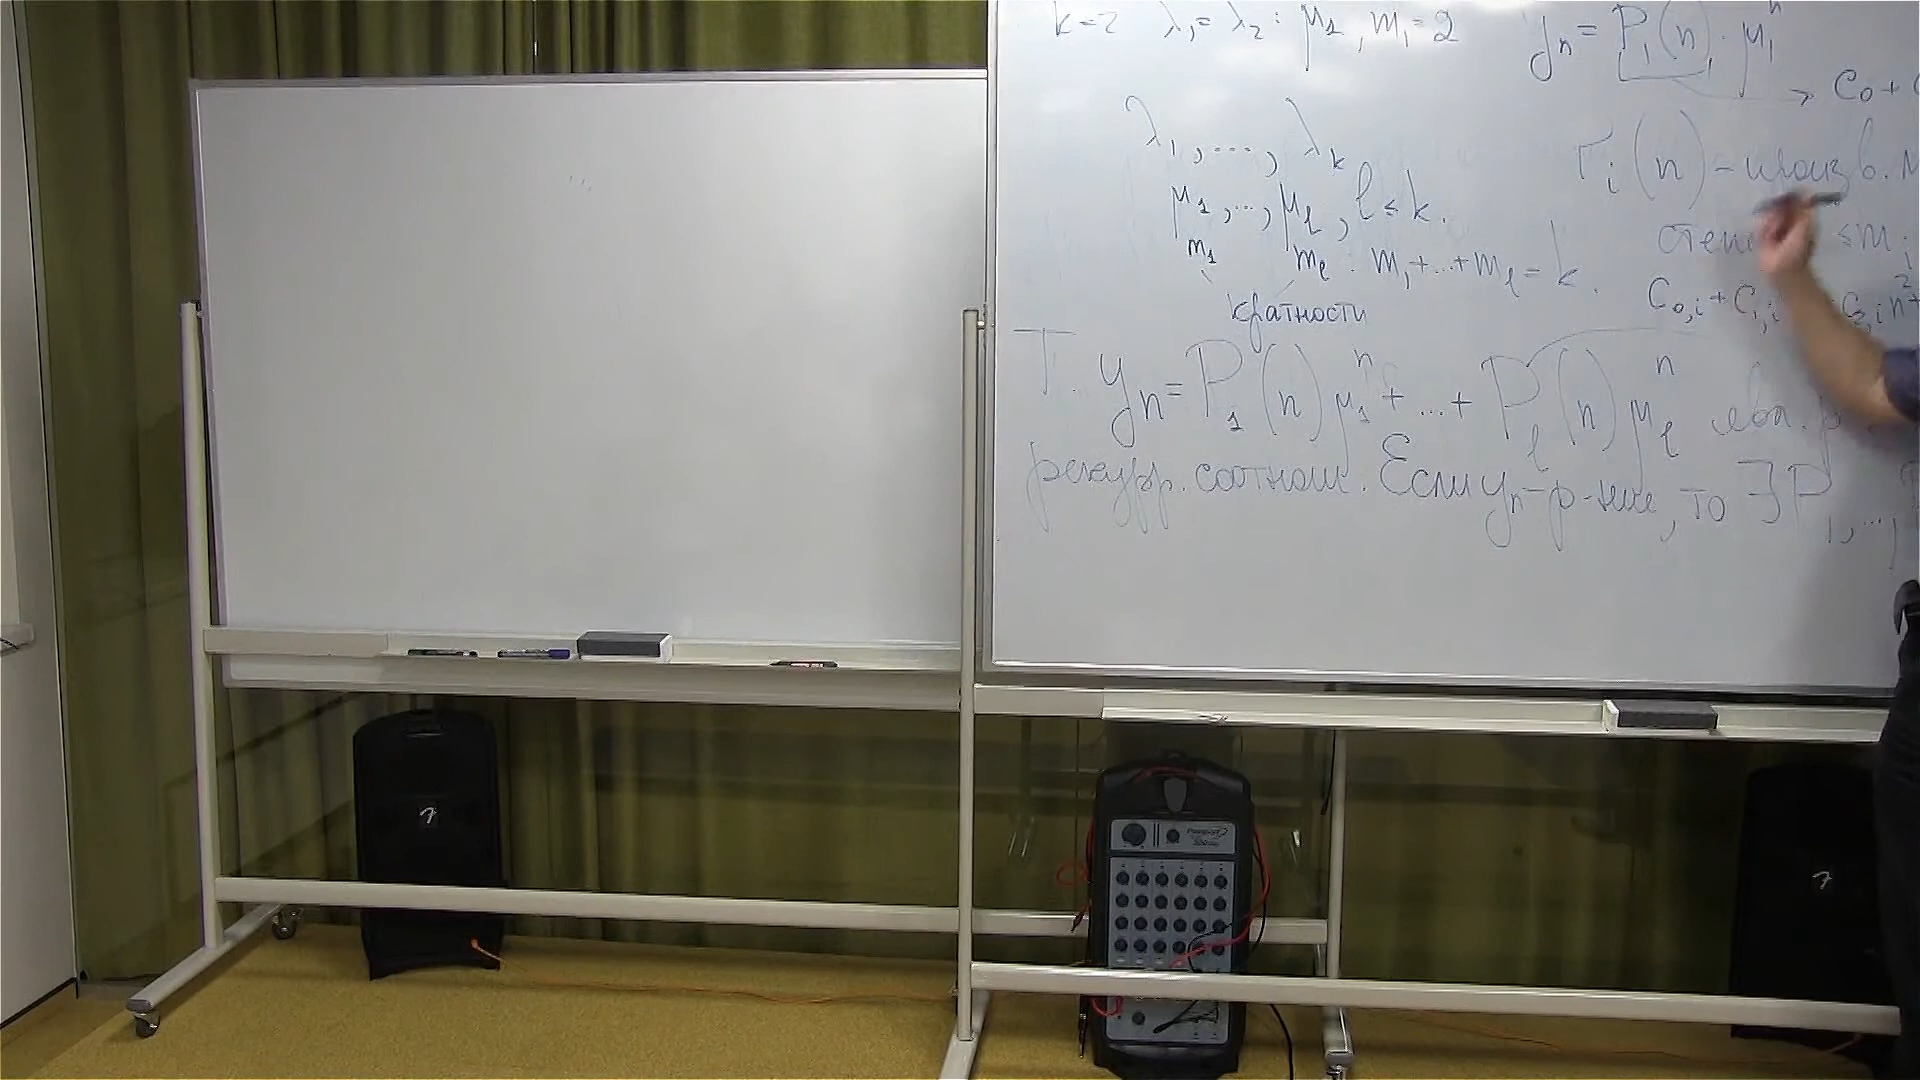 k=2 λ₁=λ₂: μ₁, m₁=2 yₙ = P₁(n)·μ₁ⁿ
→ C₀+
λ₁, ..., λₖ
μ₁, ..., μₗ, l ≤ k.
m₁ mₗ. m₁+...+mₗ = k.
кратности
(n) - произв.
≤ m
C₀,ᵢ + C₁,ᵢ
T. yₙ = P₁(n)μ₁ⁿ + ... + Pₗ(n)μₗⁿ явл.
рекурр. соотнош. Если yₙ - р-ние, то ∃ P₁, ...,